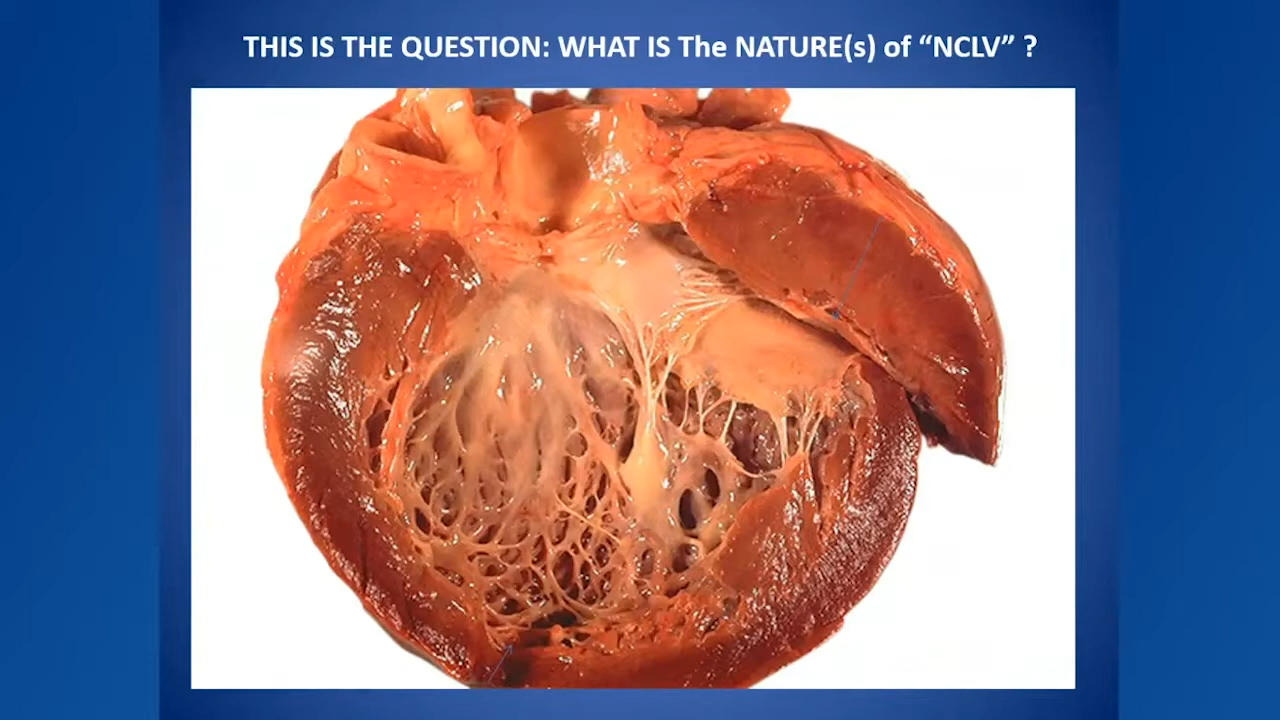 THIS IS THE QUESTION: WHAT IS The NATURE(s) of “NCLV” ?